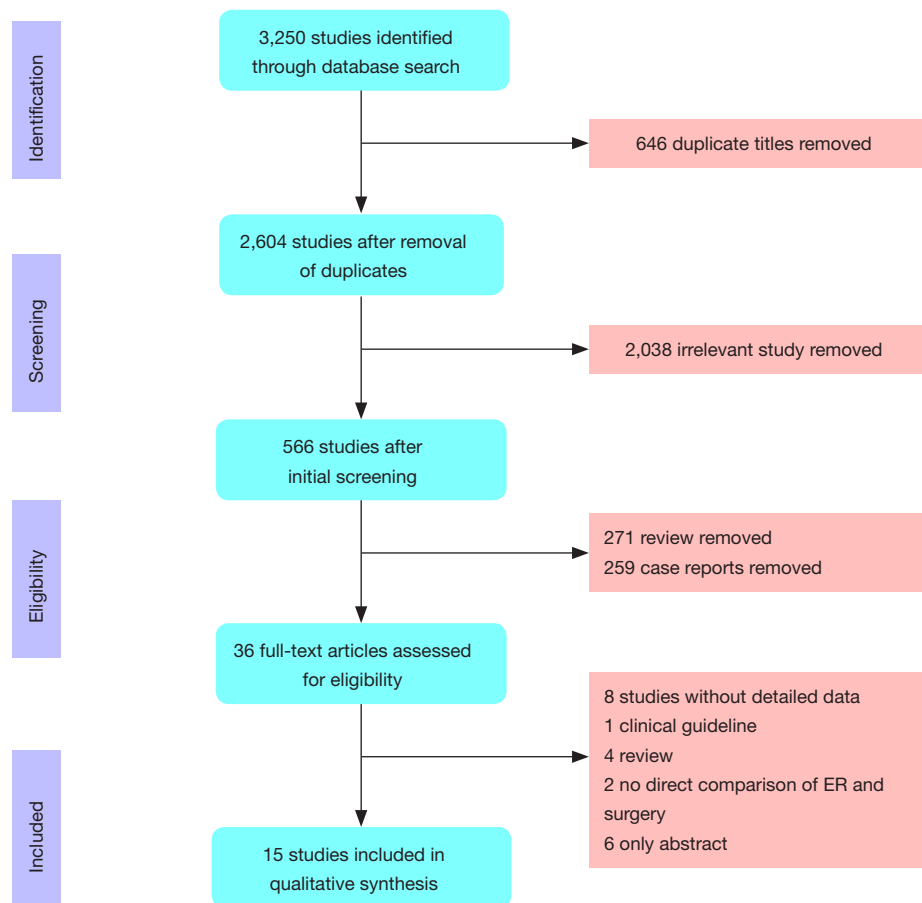 Identification
3,250 studies identified
through database search
646 duplicate titles removed
2,604 studies after removal
of duplicates
Screening
2,038 irrelevant study removed
566 studies after
initial screening
Eligibility
271 review removed
259 case reports removed
36 full-text articles assessed
for eligibility
8 studies without detailed data
1 clinical guideline
4 review
2 no direct comparison of ER and
surgery
6 only abstract
Included
15 studies included in
qualitative synthesis